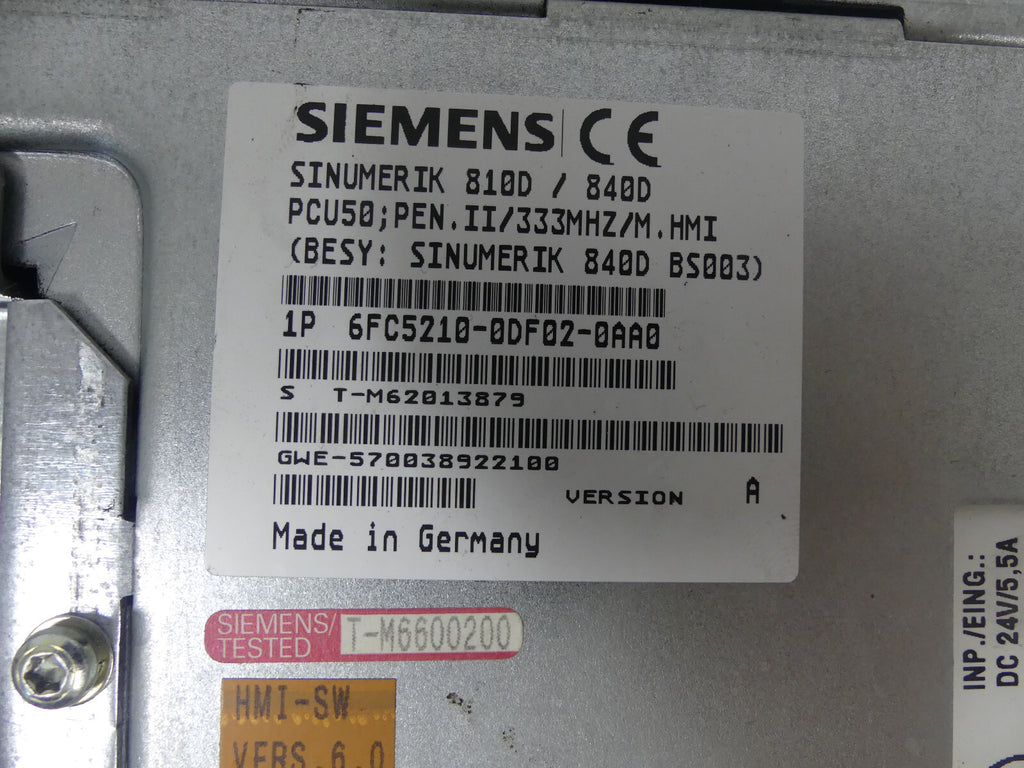 SIEMENS CE
SINUMERIK 810D / 840D
PCU50;PEN.II/333MHZ/M.HMI
(BESY: SINUMERIK 840D BS003)
1P 6FC5210-0DF02-0AA0
S T-M62013879
GWE-570038922100
VERSION A
Made in Germany
SIEMENS/
TESTED
T-M6600200
HMI-SW
VERS.6.0
INP./EING.:
DC 24V/5,5A